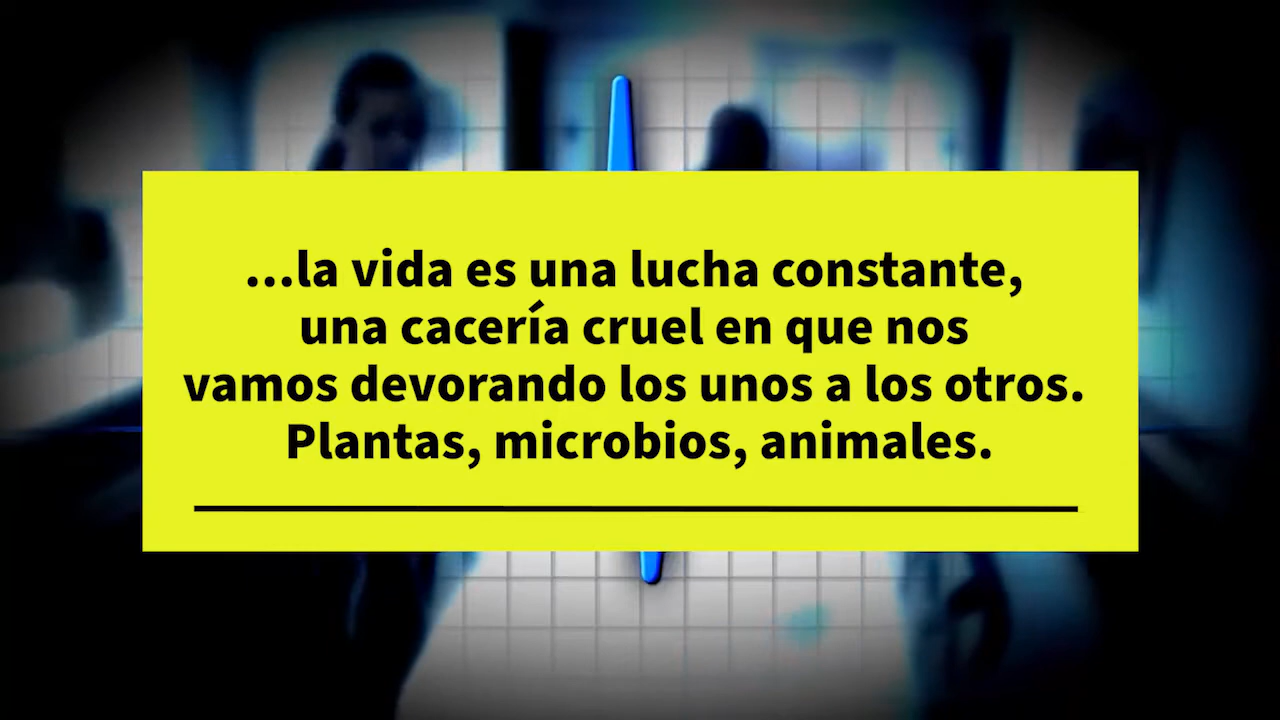 ...la vida es una lucha constante,
una cacería cruel en que nos
vamos devorando los unos a los otros.
Plantas, microbios, animales.